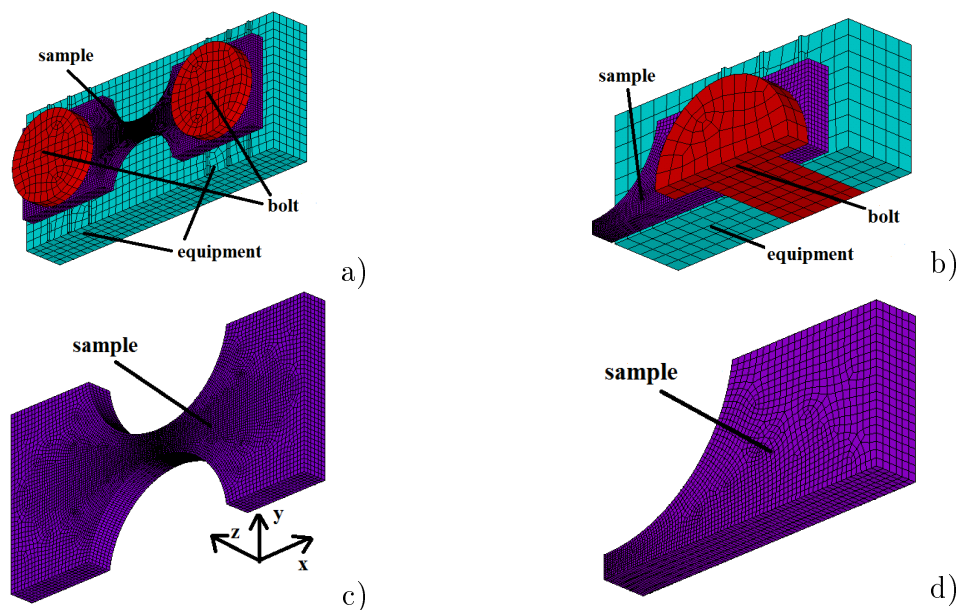 sample
bolt
equipment
a)
sample
bolt
equipment
b)
sample
y
z
x
c)
sample
d)